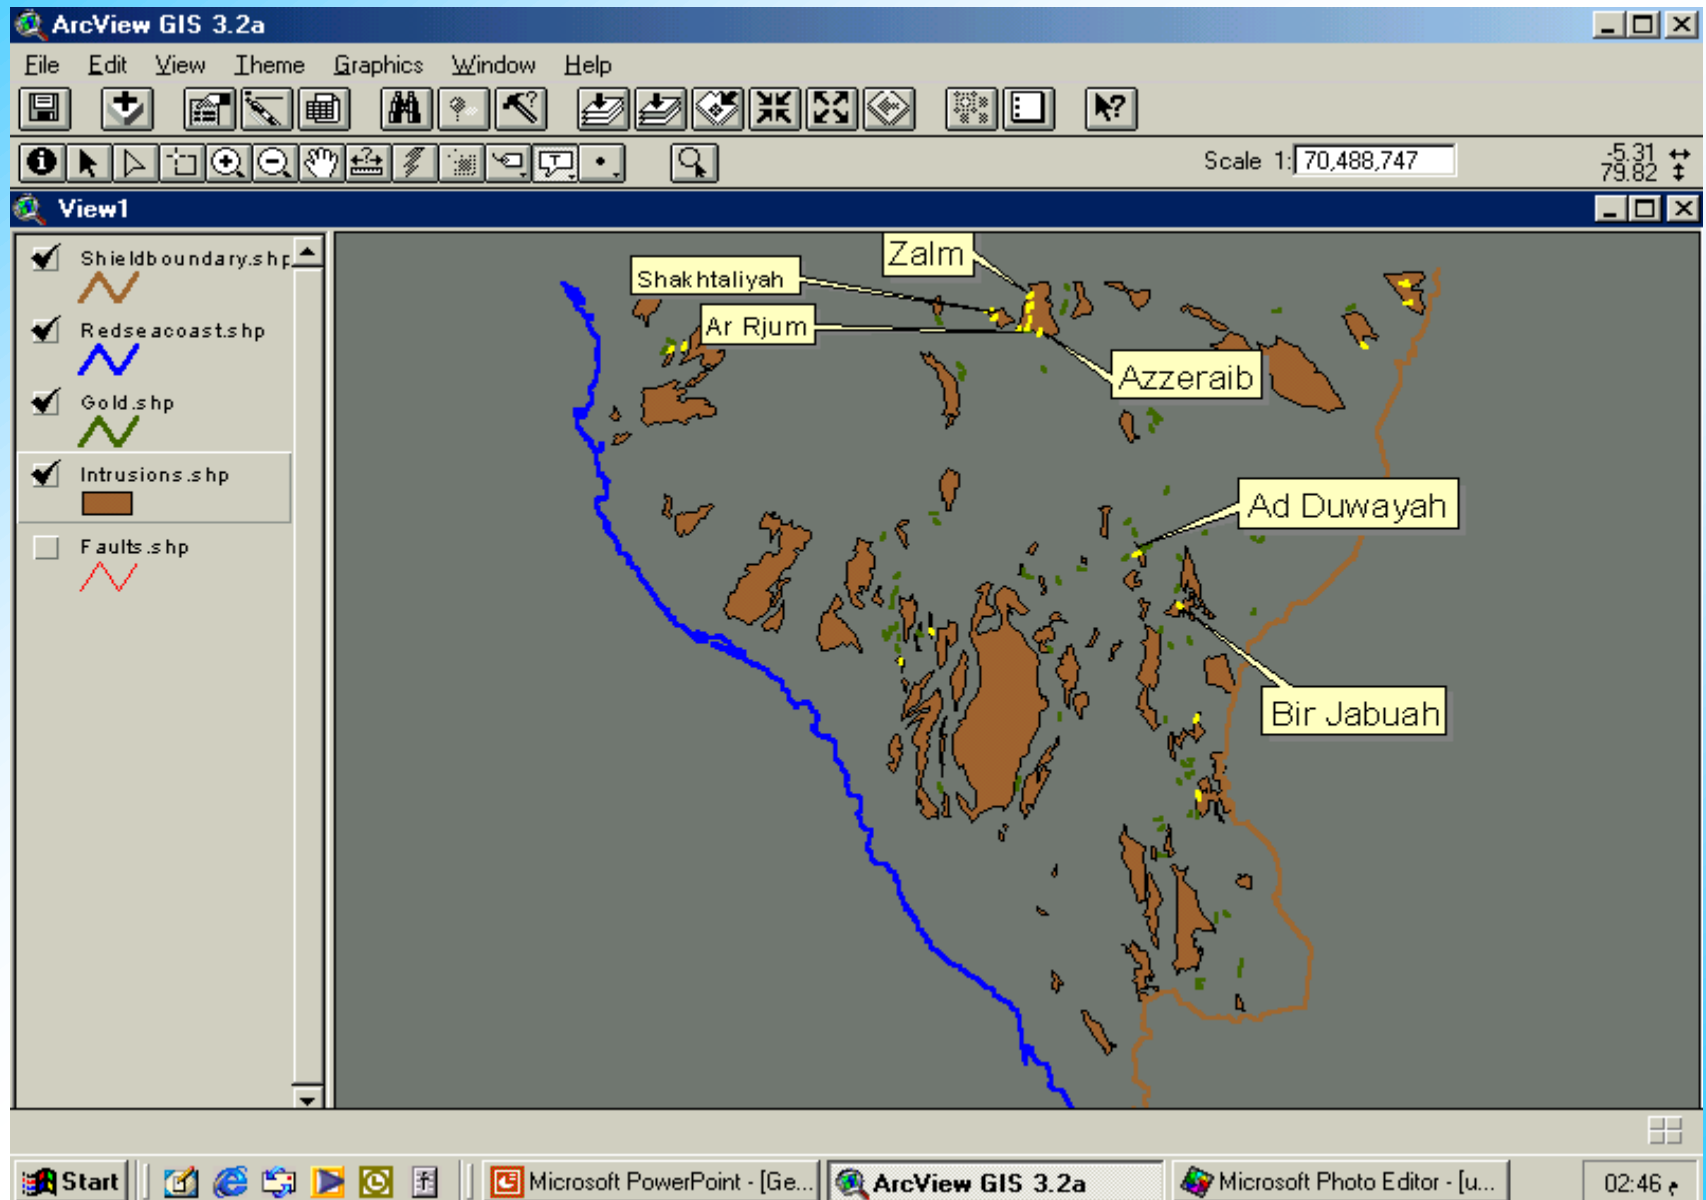 ArcView GIS 3.2a
File Edit View Theme Graphics Window Help
Scale 1: 70,488,747
-5.31
79.82
View1
Shieldboundary.shp
Redseacoast.shp
Gold.shp
Intrusions.shp
Faults.shp
Zalm
Shakhtaliyah
Ar Rjum
Azzeraib
Ad Duwayah
Bir Jabuah
Start
Microsoft PowerPoint - [Ge...
ArcView GIS 3.2a
Microsoft Photo Editor - [u...
02:46 م